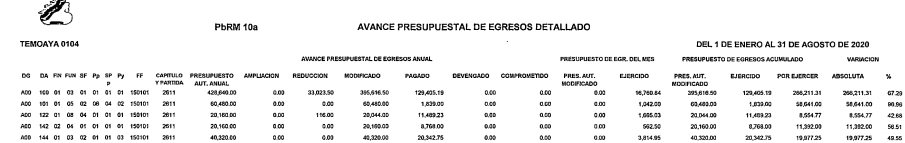 PbRM 10a AVANCE PRESUPUESTAL DE EGRESOS DETALLADO
TEMOAYA 0104 DEL 1 DE ENERO AL 31 DE AGOSTO DE 2020
AVANCE PRESUPUESTAL DE EGRESOS ANUAL PRESUPUESTO DE EGR. DEL MES PRESUPUESTO DE EGRESOS ACUMULADO VARIACION
DG DA FIN FUN SF Pp SP p Py FF CAPITULO Y PARTIDA PRESUPUESTO AUT. ANUAL AMPLIACION REDUCCION MODIFICADO PAGADO DEVENGADO COMPROMETIDO PRES. AUT. MODIFICADO EJERCIDO PRES. AUT. MODIFICADO EJERCIDO POR EJERCER ABSOLUTA %
A00 109 01 03 01 01 01 01 150101 2611 428,640.00 0.00 33,023.50 395,616.50 129,405.19 0.00 0.00 0.00 16,760.84 395,616.50 129,405.19 266,211.31 266,211.31 67.29
A00 101 01 05 02 06 04 02 150101 2611 60,480.00 0.00 0.00 60,480.00 1,839.00 0.00 0.00 0.00 1,042.00 60,480.00 1,839.00 58,641.00 58,641.00 96.96
A00 122 01 08 04 01 01 01 150101 2611 20,160.00 0.00 116.00 20,044.00 11,489.23 0.00 0.00 0.00 1,685.03 20,044.00 11,489.23 8,554.77 8,554.77 42.68
A00 142 02 04 01 01 01 01 150101 2611 20,160.00 0.00 0.00 20,160.00 8,768.00 0.00 0.00 0.00 562.50 20,160.00 8,768.00 11,392.00 11,392.00 56.51
A00 144 01 03 02 01 01 03 150101 2611 40,320.00 0.00 0.00 40,320.00 20,342.75 0.00 0.00 0.00 3,814.95 40,320.00 20,342.75 19,977.25 19,977.25 49.55